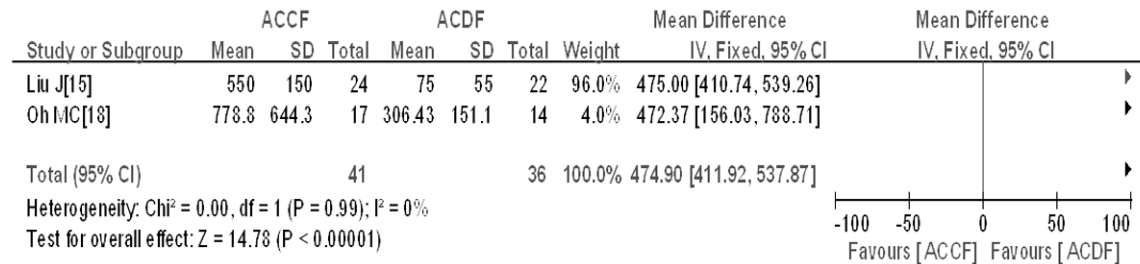 ACCF ACDF Mean Difference Mean Difference
Study or Subgroup Mean SD Total Mean SD Total Weight IV, Fixed, 95% CI IV, Fixed, 95% CI
Liu J[15] 550 150 24 75 55 22 96.0% 475.00 [410.74, 539.26]
Oh MC[18] 778.8 644.3 17 306.43 151.1 14 4.0% 472.37 [156.03, 788.71]
Total (95% CI) 41 36 100.0% 474.90 [411.92, 537.87]
Heterogeneity: Chi² = 0.00, df = 1 (P = 0.99); I² = 0%
Test for overall effect: Z = 14.78 (P < 0.00001)
-100 -50 0 50 100
Favours [ACCF] Favours [ACDF]